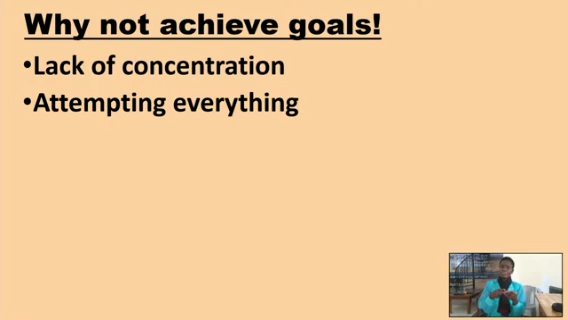 Why not achieve goals!
•Lack of concentration
•Attempting everything